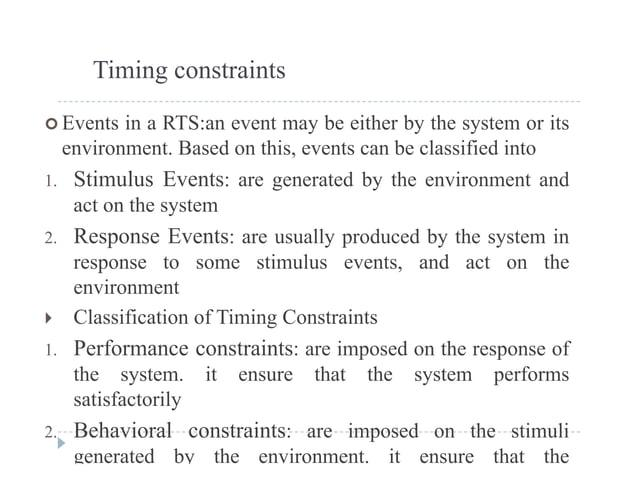 Timing constraints
Events in a RTS:an event may be either by the system or its
environment. Based on this, events can be classified into
1. Stimulus Events: are generated by the environment and
act on the system
2. Response Events: are usually produced by the system in
response to some stimulus events, and act on the
environment
Classification of Timing Constraints
1. Performance constraints: are imposed on the response of
the system. it ensure that the system performs
satisfactorily
2. Behavioral constraints: are imposed on the stimuli
generated by the environment. it ensure that the